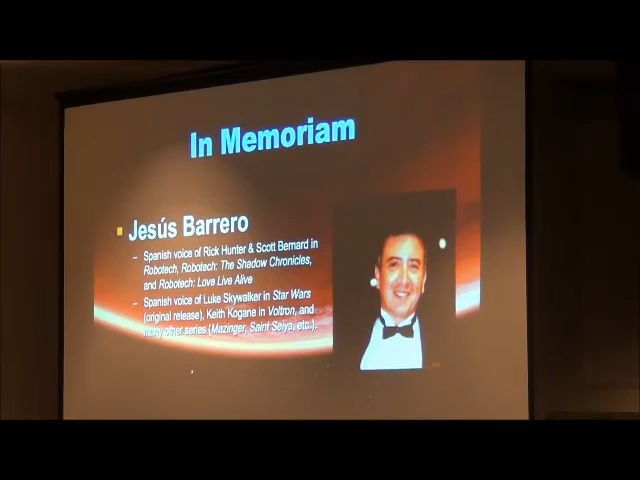 In Memoriam
Jesús Barrero
– Spanish voice of Rick Hunter & Scott Bernard in
Robotech, Robotech: The Shadow Chronicles,
and Robotech: Love Live Alive
– Spanish voice of Luke Skywalker in Star Wars
(original release), Keith Kogane in Voltron, and
many other series (Mazinger, Saint Seiya, etc.).